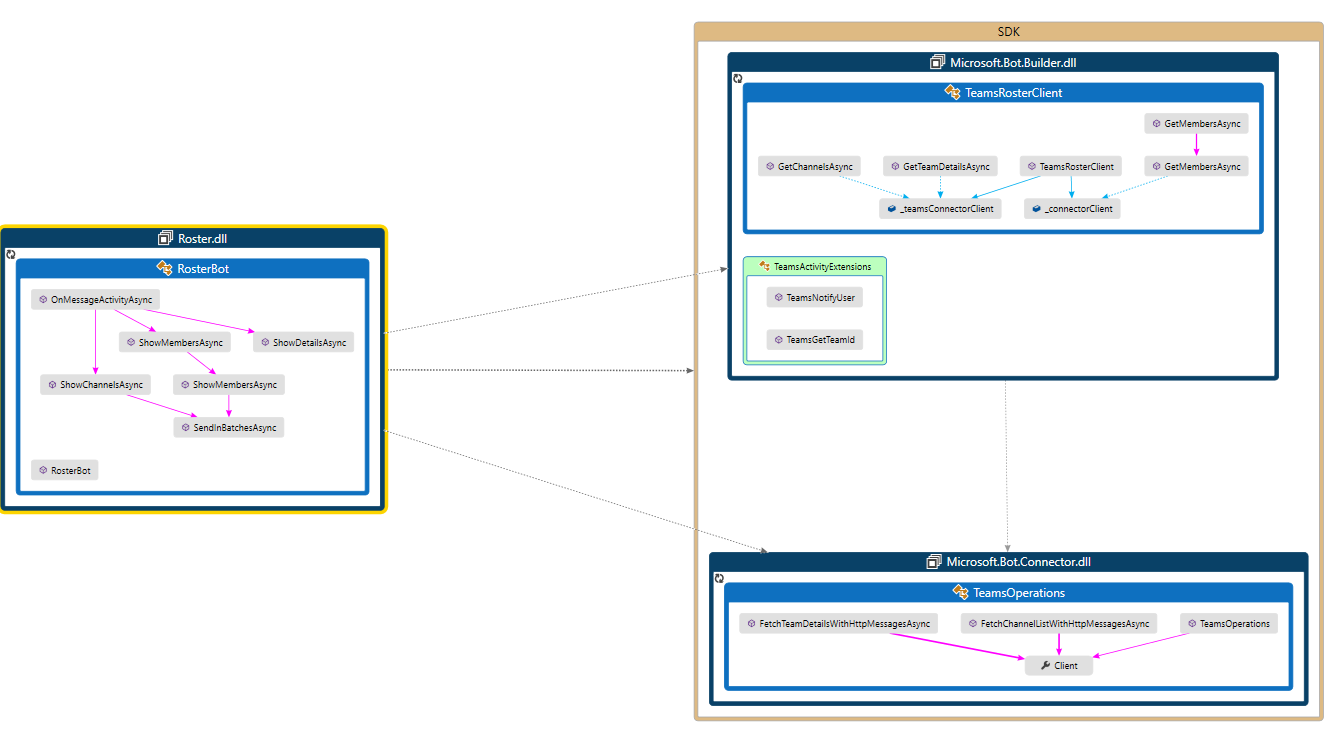 SDK
Microsoft.Bot.Builder.dll
TeamsRosterClient
GetMembersAsync
GetChannelsAsync
GetTeamDetailsAsync
TeamsRosterClient
GetMembersAsync
_teamsConnectorClient
_connectorClient
TeamsActivityExtensions
TeamsNotifyUser
TeamsGetTeamId
Roster.dll
RosterBot
OnMessageActivityAsync
ShowMembersAsync
ShowDetailsAsync
ShowChannelsAsync
ShowMembersAsync
SendInBatchesAsync
RosterBot
Microsoft.Bot.Connector.dll
TeamsOperations
FetchTeamDetailsWithHttpMessagesAsync
FetchChannelListWithHttpMessagesAsync
TeamsOperations
Client